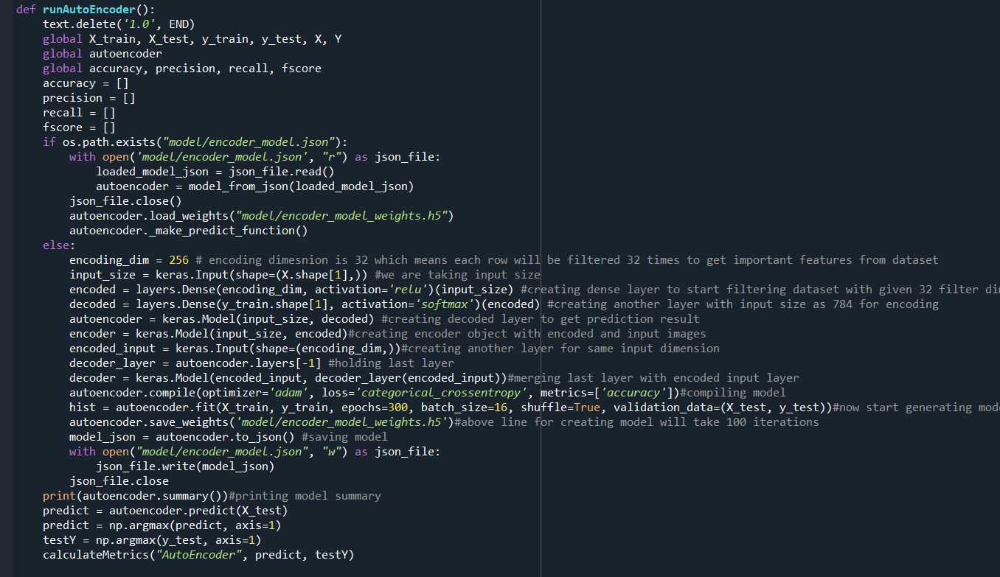 def runAutoEncoder():
    text.delete('1.0', END)
    global X_train, X_test, y_train, y_test, X, Y
    global autoencoder
    global accuracy, precision, recall, fscore
    accuracy = []
    precision = []
    recall = []
    fscore = []
    if os.path.exists("model/encoder_model.json"):
        with open('model/encoder_model.json', "r") as json_file:
            loaded_model_json = json_file.read()
            autoencoder = model_from_json(loaded_model_json)
        json_file.close()
        autoencoder.load_weights("model/encoder_model_weights.h5")
        autoencoder._make_predict_function()
    else:
        encoding_dim = 256 # encoding dimesnion is 32 which means each row will be filtered 32 times to get important features from dataset
        input_size = keras.Input(shape=(X.shape[1],)) #we are taking input size
        encoded = layers.Dense(encoding_dim, activation='relu')(input_size) #creating dense layer to start filtering dataset with given 32 filter
        decoded = layers.Dense(y_train.shape[1], activation='softmax')(encoded) #creating another layer with input size as 784 for encoding
        autoencoder = keras.Model(input_size, decoded) #creating decoded layer to get prediction result
        encoder = keras.Model(input_size, encoded)#creating encoder object with encoded and input images
        encoded_input = keras.Input(shape=(encoding_dim,))#creating another layer for same input dimension
        decoder_layer = autoencoder.layers[-1] #holding last layer
        decoder = keras.Model(encoded_input, decoder_layer(encoded_input))#merging last layer with encoded input layer
        autoencoder.compile(optimizer='adam', loss='categorical_crossentropy', metrics=['accuracy'])#compiling model
        hist = autoencoder.fit(X_train, y_train, epochs=300, batch_size=16, shuffle=True, validation_data=(X_test, y_test))#now start generating
        autoencoder.save_weights('model/encoder_model_weights.h5')#above line for creating model will take 100 iterations
        model_json = autoencoder.to_json() #saving model
        with open("model/encoder_model.json", "w") as json_file:
            json_file.write(model_json)
        json_file.close
    print(autoencoder.summary())#printing model summary
    predict = autoencoder.predict(X_test)
    predict = np.argmax(predict, axis=1)
    testY = np.argmax(y_test, axis=1)
    calculateMetrics("AutoEncoder", predict, testY)